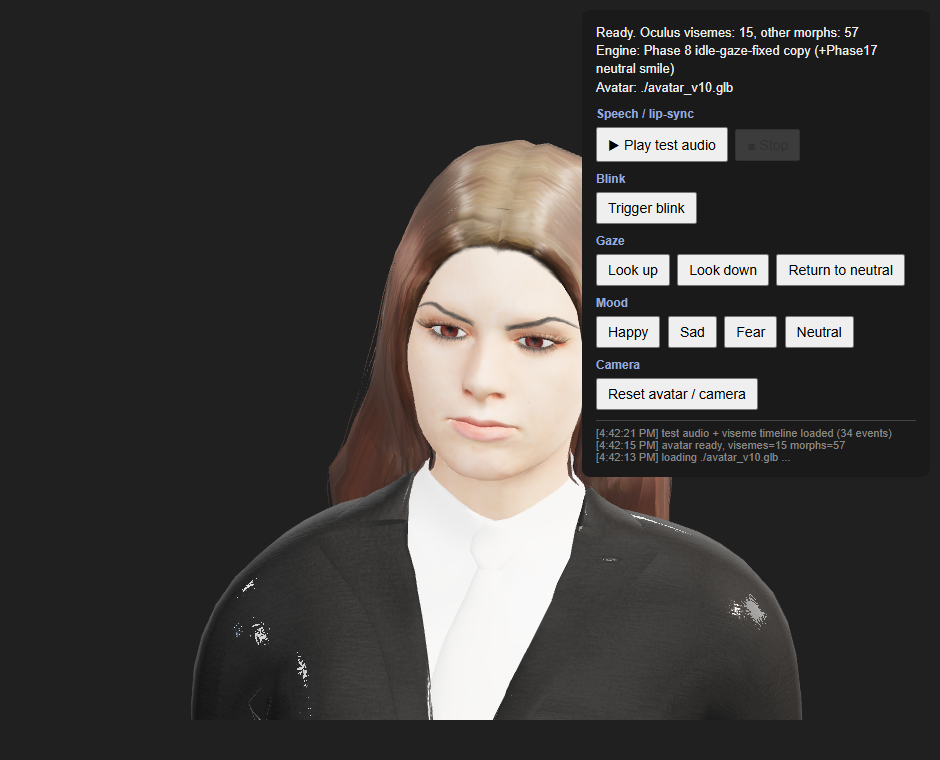 Ready. Oculus visemes: 15, other morphs: 57
Engine: Phase 8 idle-gaze-fixed copy (+Phase17
neutral smile)
Avatar: ./avatar_v10.glb
Speech / lip-sync
▶ Play test audio ■ Stop
Blink
Trigger blink
Gaze
Look up Look down Return to neutral
Mood
Happy Sad Fear Neutral
Camera
Reset avatar / camera
[4:42:21 PM] test audio + viseme timeline loaded (34 events)
[4:42:15 PM] avatar ready, visemes=15 morphs=57
[4:42:13 PM] loading ./avatar_v10.glb ...